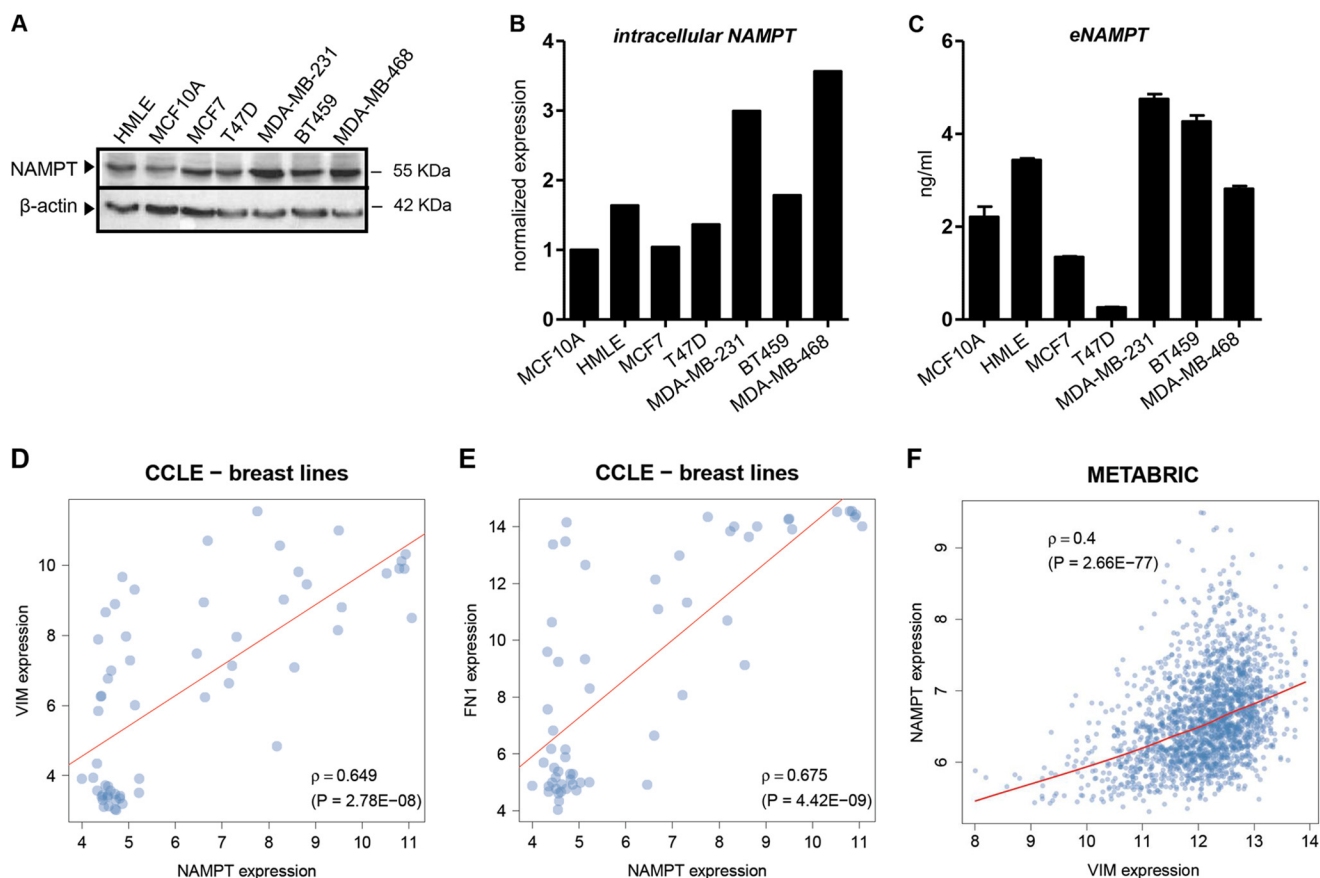 A
HMLE
MCF10A
MCF7
T47D
MDA-MB-231
BT459
MDA-MB-468
NAMPT
55 KDa
β-actin
42 KDa
B
intracellular NAMPT
normalized expression
4
3
2
1
0
MCF10A
HMLE
MCF7
T47D
MDA-MB-231
BT459
MDA-MB-468
C
eNAMPT
ng/ml
6
4
2
0
MCF10A
HMLE
MCF7
T47D
MDA-MB-231
BT459
MDA-MB-468
D
CCLE − breast lines
VIM expression
10
8
6
4
ρ = 0.649
(P = 2.78E−08)
4 5 6 7 8 9 10 11
NAMPT expression
E
CCLE − breast lines
FN1 expression
14
12
10
8
6
4
ρ = 0.675
(P = 4.42E−09)
4 5 6 7 8 9 10 11
NAMPT expression
F
METABRIC
NAMPT expression
ρ = 0.4
(P = 2.66E−77)
9
8
7
6
8 9 10 11 12 13 14
VIM expression